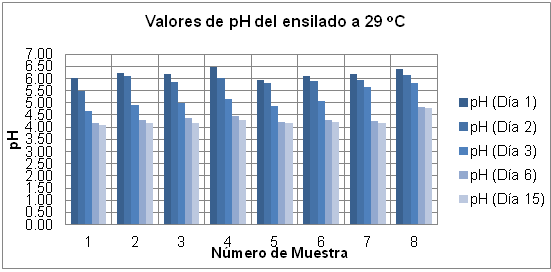 Valores de pH del ensilado a 29 ºC
7.00
6.50
6.00
5.50
5.00
4.50
4.00
3.50
3.00
2.50
2.00
1.50
1.00
0.50
0.00
pH
1 2 3 4 5 6 7 8
Número de Muestra
pH (Día 1)
pH (Día 2)
pH (Día 3)
pH (Día 6)
pH (Día 15)